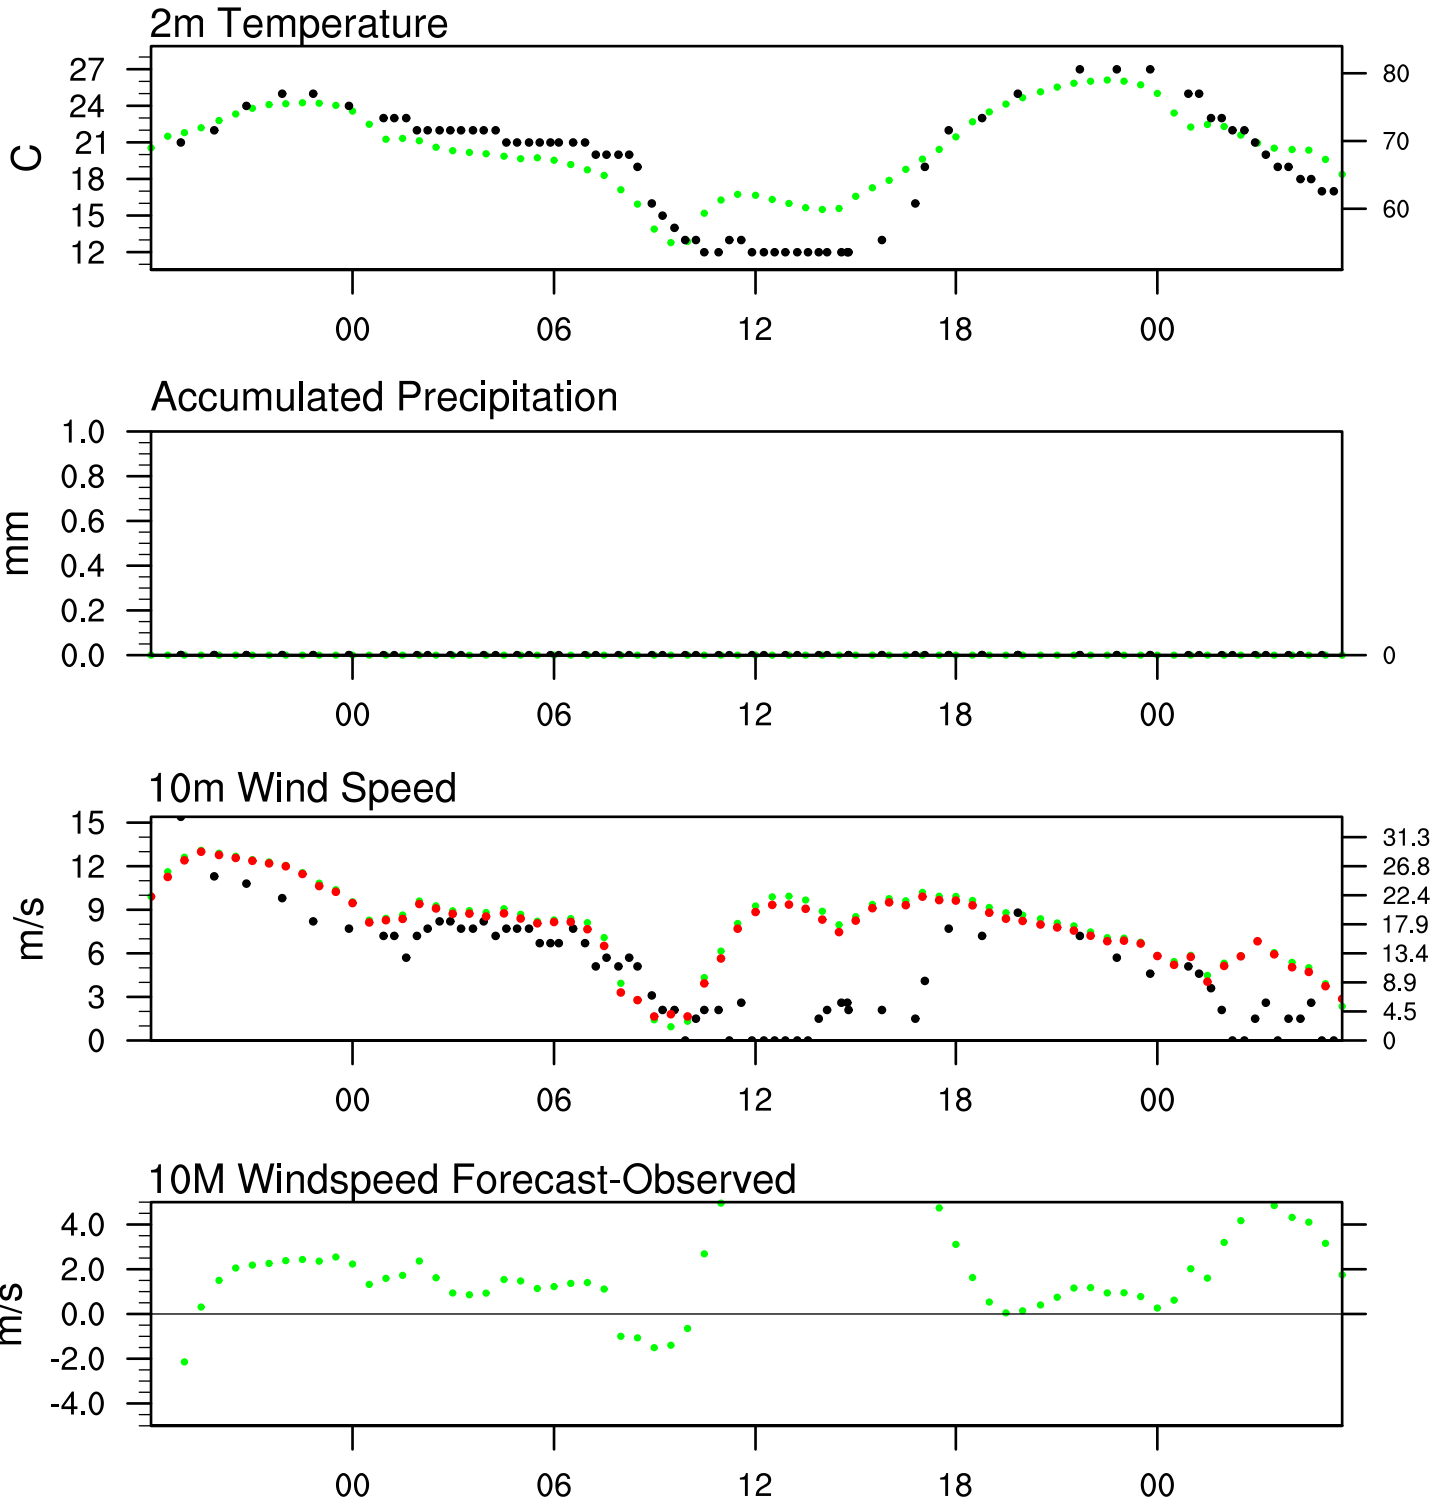 2m Temperature
27
24
21
18
15
12
C
80
70
60
00 06 12 18 00
Accumulated Precipitation
1.0
0.8
0.6
0.4
0.2
0.0
mm
0
00 06 12 18 00
10m Wind Speed
15
12
9
6
3
0
m/s
31.3
26.8
22.4
17.9
13.4
8.9
4.5
0
00 06 12 18 00
10M Windspeed Forecast-Observed
4.0
2.0
0.0
-2.0
-4.0
m/s
00 06 12 18 00